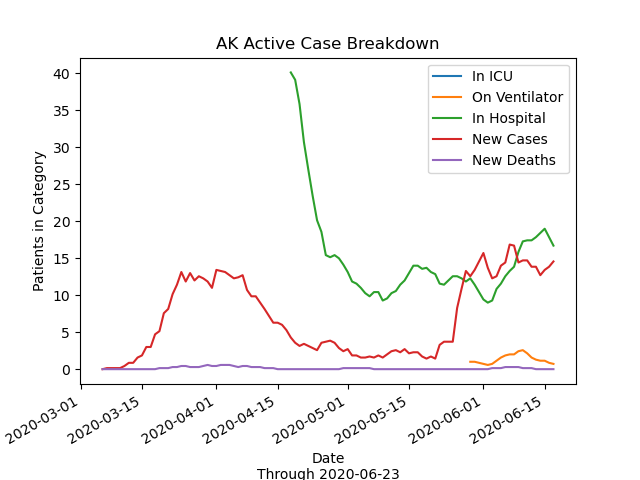 AK Active Case Breakdown
Patients in Category
40
35
30
25
20
15
10
5
0
In ICU
On Ventilator
In Hospital
New Cases
New Deaths
2020-03-01
2020-03-15
2020-04-01
2020-04-15
2020-05-01
2020-05-15
2020-06-01
2020-06-15
Date
Through 2020-06-23